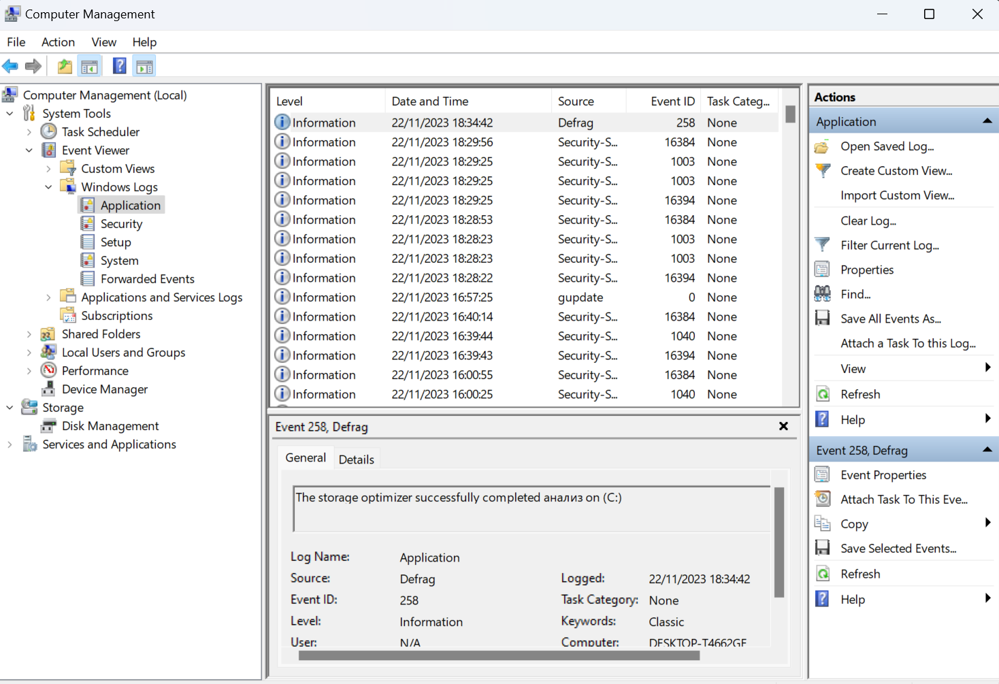 Computer Management
File Action View Help
Computer Management (Local)
System Tools
Task Scheduler
Event Viewer
Custom Views
Windows Logs
Application
Security
Setup
System
Forwarded Events
Applications and Services Logs
Subscriptions
Shared Folders
Local Users and Groups
Performance
Device Manager
Storage
Disk Management
Services and Applications
Level Date and Time Source Event ID Task Categ...
Information 22/11/2023 18:34:42 Defrag 258 None
Information 22/11/2023 18:29:56 Security-S... 16384 None
Information 22/11/2023 18:29:25 Security-S... 1003 None
Information 22/11/2023 18:29:25 Security-S... 1003 None
Information 22/11/2023 18:29:25 Security-S... 16394 None
Information 22/11/2023 18:28:53 Security-S... 16384 None
Information 22/11/2023 18:28:23 Security-S... 1003 None
Information 22/11/2023 18:28:23 Security-S... 1003 None
Information 22/11/2023 18:28:22 Security-S... 16394 None
Information 22/11/2023 16:57:25 gupdate 0 None
Information 22/11/2023 16:40:14 Security-S... 16384 None
Information 22/11/2023 16:39:44 Security-S... 1040 None
Information 22/11/2023 16:39:43 Security-S... 16394 None
Information 22/11/2023 16:00:55 Security-S... 16384 None
Information 22/11/2023 16:00:25 Security-S... 1040 None
Event 258, Defrag
General Details
The storage optimizer successfully completed анализ on (C:)
Log Name: Application
Source: Defrag Logged: 22/11/2023 18:34:42
Event ID: 258 Task Category: None
Level: Information Keywords: Classic
User: N/A Computer: DESKTOP-T4662GE
Actions
Application
Open Saved Log...
Create Custom View...
Import Custom View...
Clear Log...
Filter Current Log...
Properties
Find...
Save All Events As...
Attach a Task To this Log...
View
Refresh
Help
Event 258, Defrag
Event Properties
Attach Task To This Eve...
Copy
Save Selected Events...
Refresh
Help